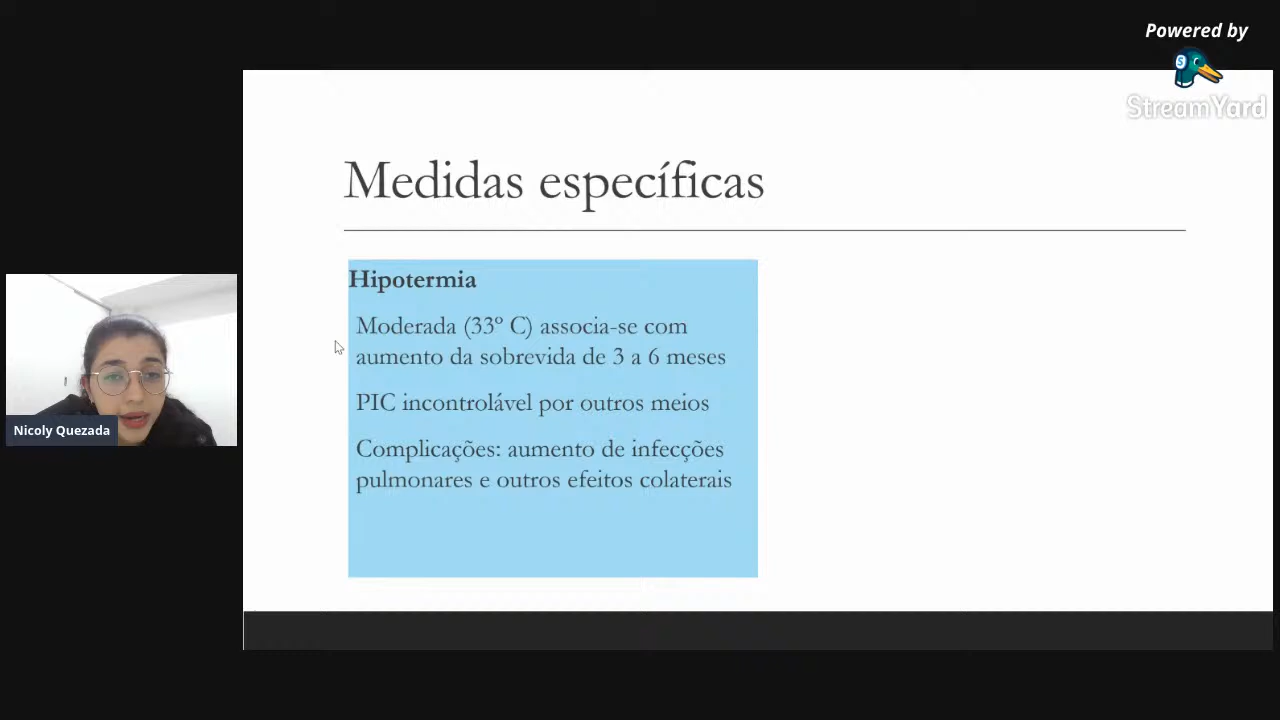 Powered by
StreamYard
Medidas específicas
Hipotermia
Moderada (33º C) associa-se com
aumento da sobrevida de 3 a 6 meses
PIC incontrolável por outros meios
Complicações: aumento de infecções
pulmonares e outros efeitos colaterais
Nicoly Quezada